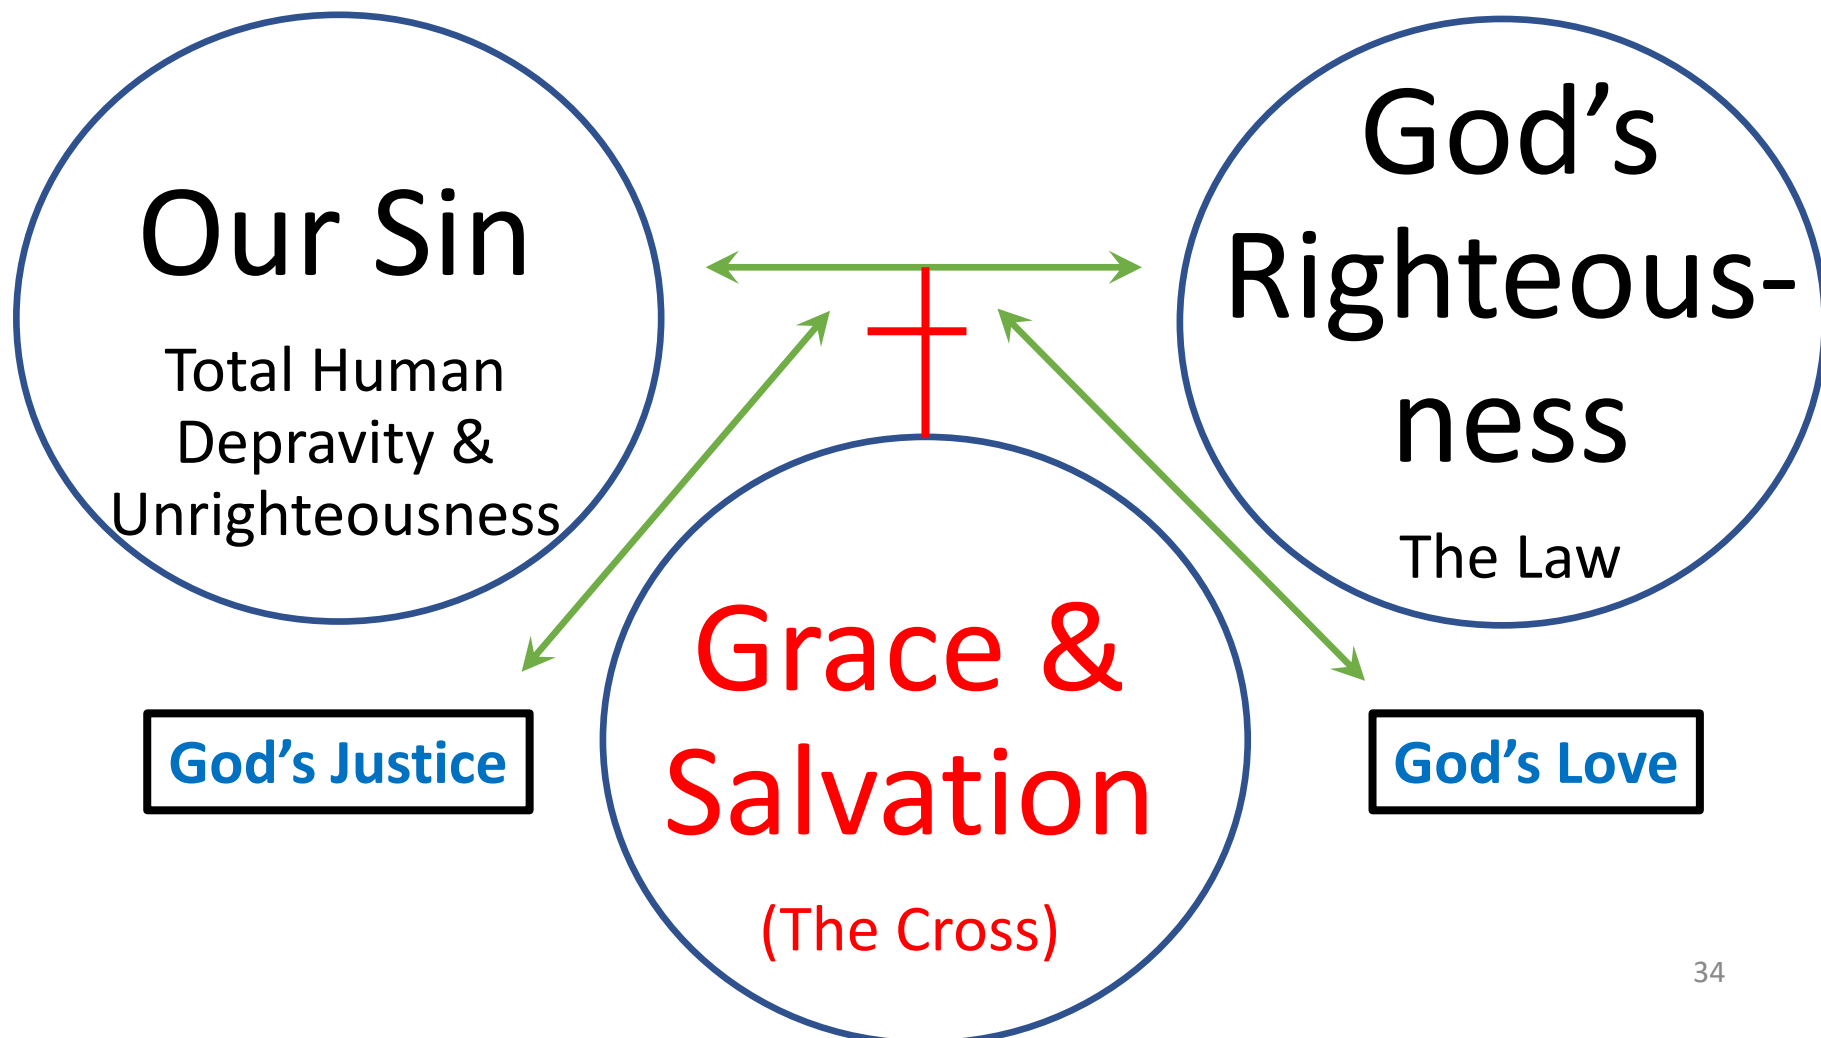 Our Sin
Total Human
Depravity &
Unrighteousness
God’s
Righteous-
ness
The Law
Grace &
Salvation
(The Cross)
God’s Justice
God’s Love
34